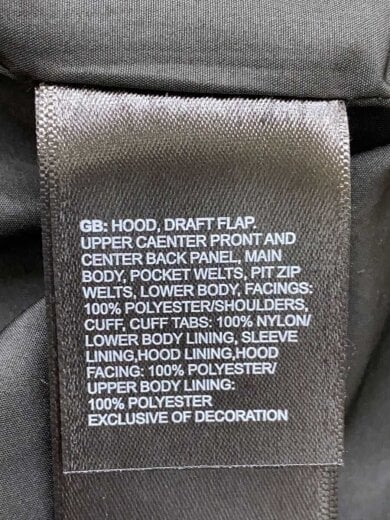 GB: HOOD, DRAFT FLAP.
UPPER CAENTER PRONT AND
CENTER BACK PANEL, MAIN
BODY, POCKET WELTS, PIT ZIP
WELTS, LOWER BODY, FACINGS:
100% POLYESTER/SHOULDERS,
CUFF, CUFF TABS: 100% NYLON/
LOWER BODY LINING, SLEEVE
LINING,HOOD LINING,HOOD
FACING: 100% POLYESTER/
UPPER BODY LINING:
100% POLYESTER
EXCLUSIVE OF DECORATION